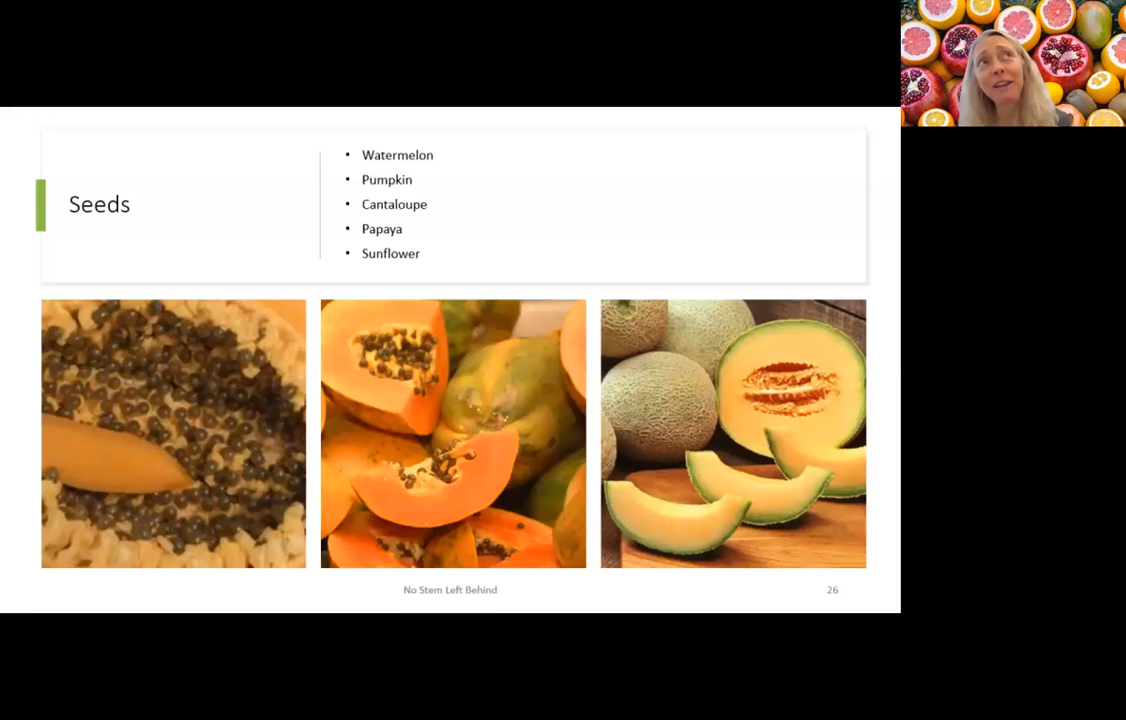 Seeds
• Watermelon
• Pumpkin
• Cantaloupe
• Papaya
• Sunflower
No Stem Left Behind
26